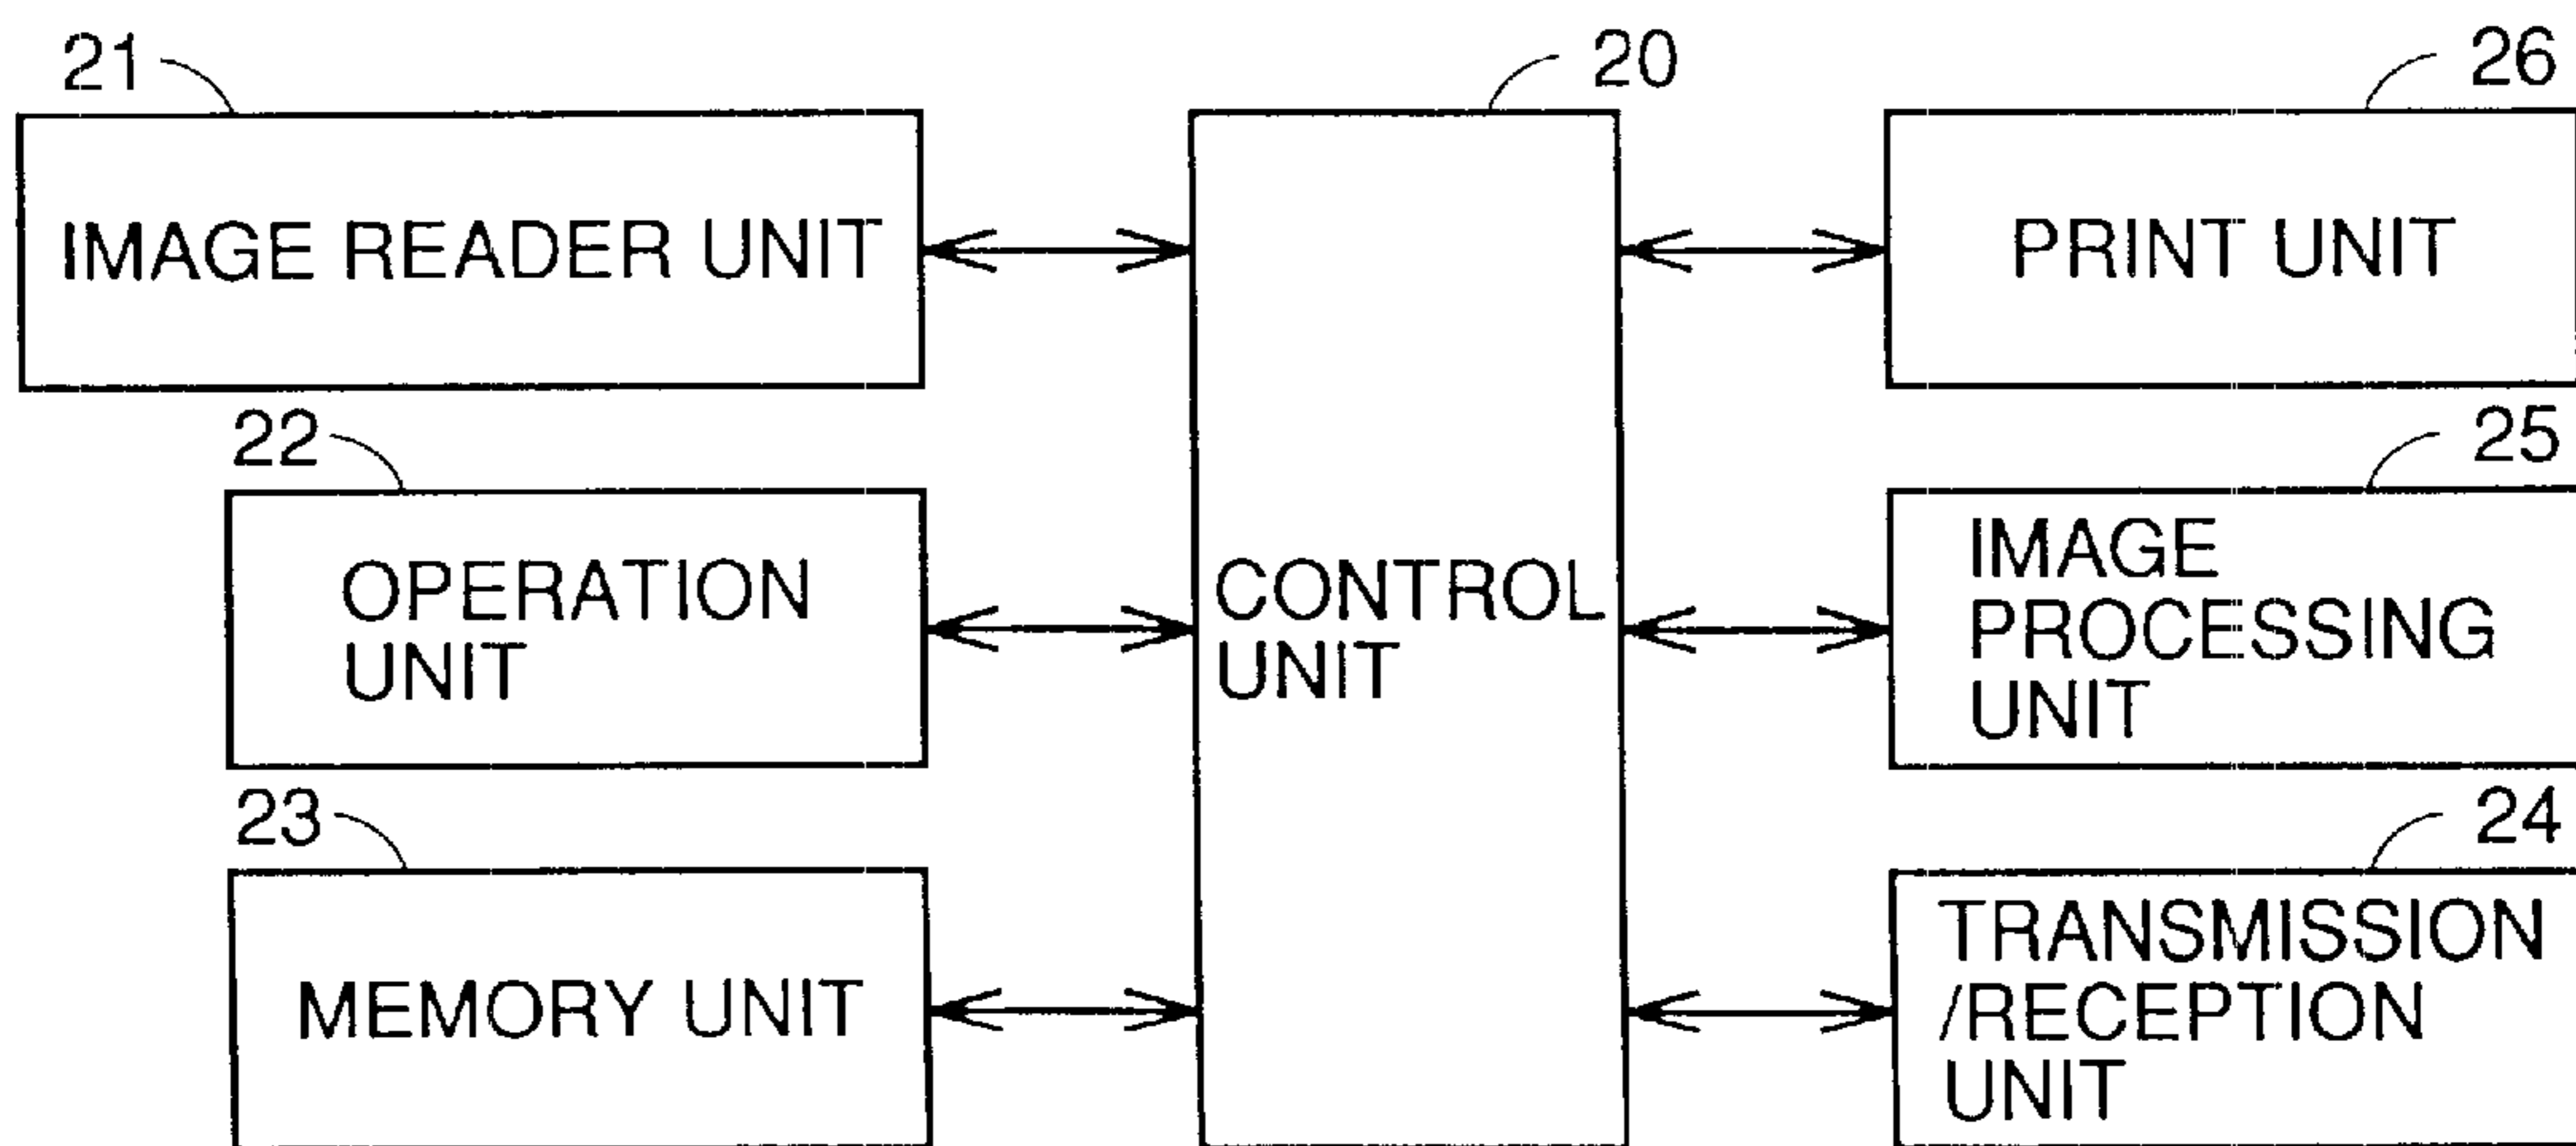 21
IMAGE READER UNIT
22
OPERATION
UNIT
23
MEMORY UNIT
20
CONTROL
UNIT
26
PRINT UNIT
25
IMAGE
PROCESSING
UNIT
24
TRANSMISSION
/RECEPTION
UNIT